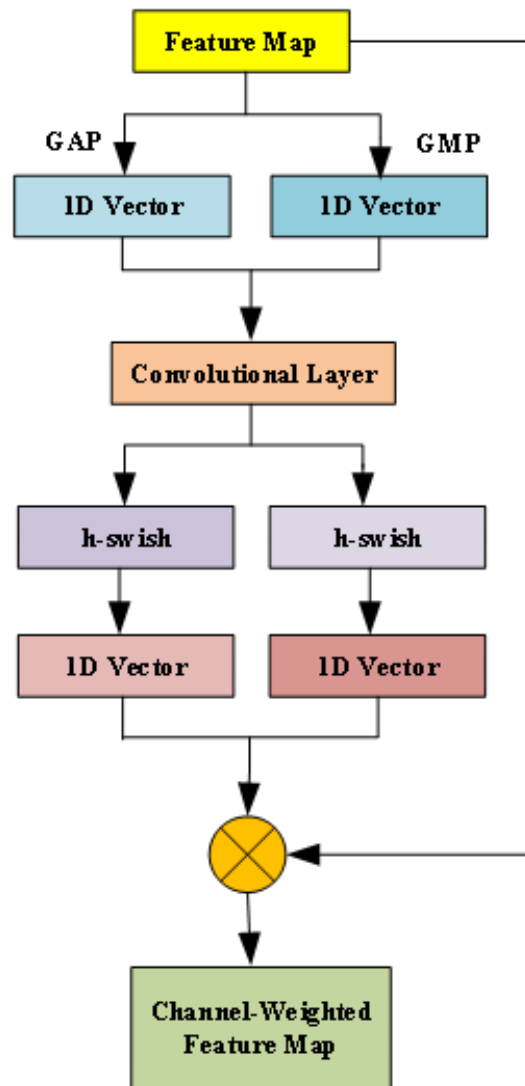 Feature Map
GAP
GMP
1D Vector
1D Vector
Convolutional Layer
h-swish
h-swish
1D Vector
1D Vector
Channel-Weighted
Feature Map